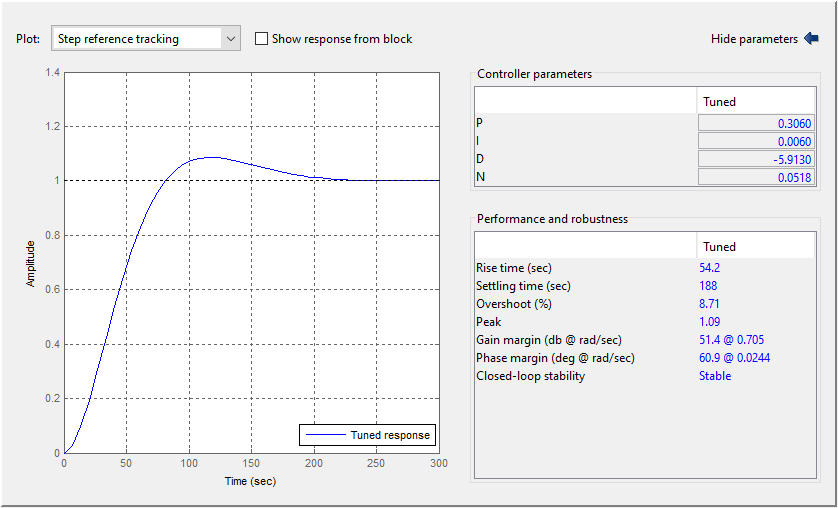 Plot: Step reference tracking Show response from block Hide parameters
1.4
1.2
1
0.8
0.6
0.4
0.2
0
Amplitude
Tuned response
0 50 100 150 200 250 300
Time (sec)
Controller parameters
Tuned
P 0.3060
I 0.0060
D -5.9130
N 0.0518
Performance and robustness
Tuned
Rise time (sec) 54.2
Settling time (sec) 188
Overshoot (%) 8.71
Peak 1.09
Gain margin (db @ rad/sec) 51.4 @ 0.705
Phase margin (deg @ rad/sec) 60.9 @ 0.0244
Closed-loop stability Stable